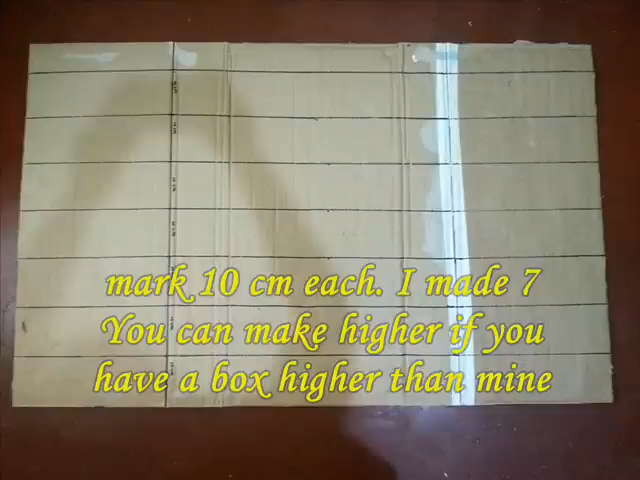 mark 10 cm each. I made 7
You can make higher if you
have a box higher than mine